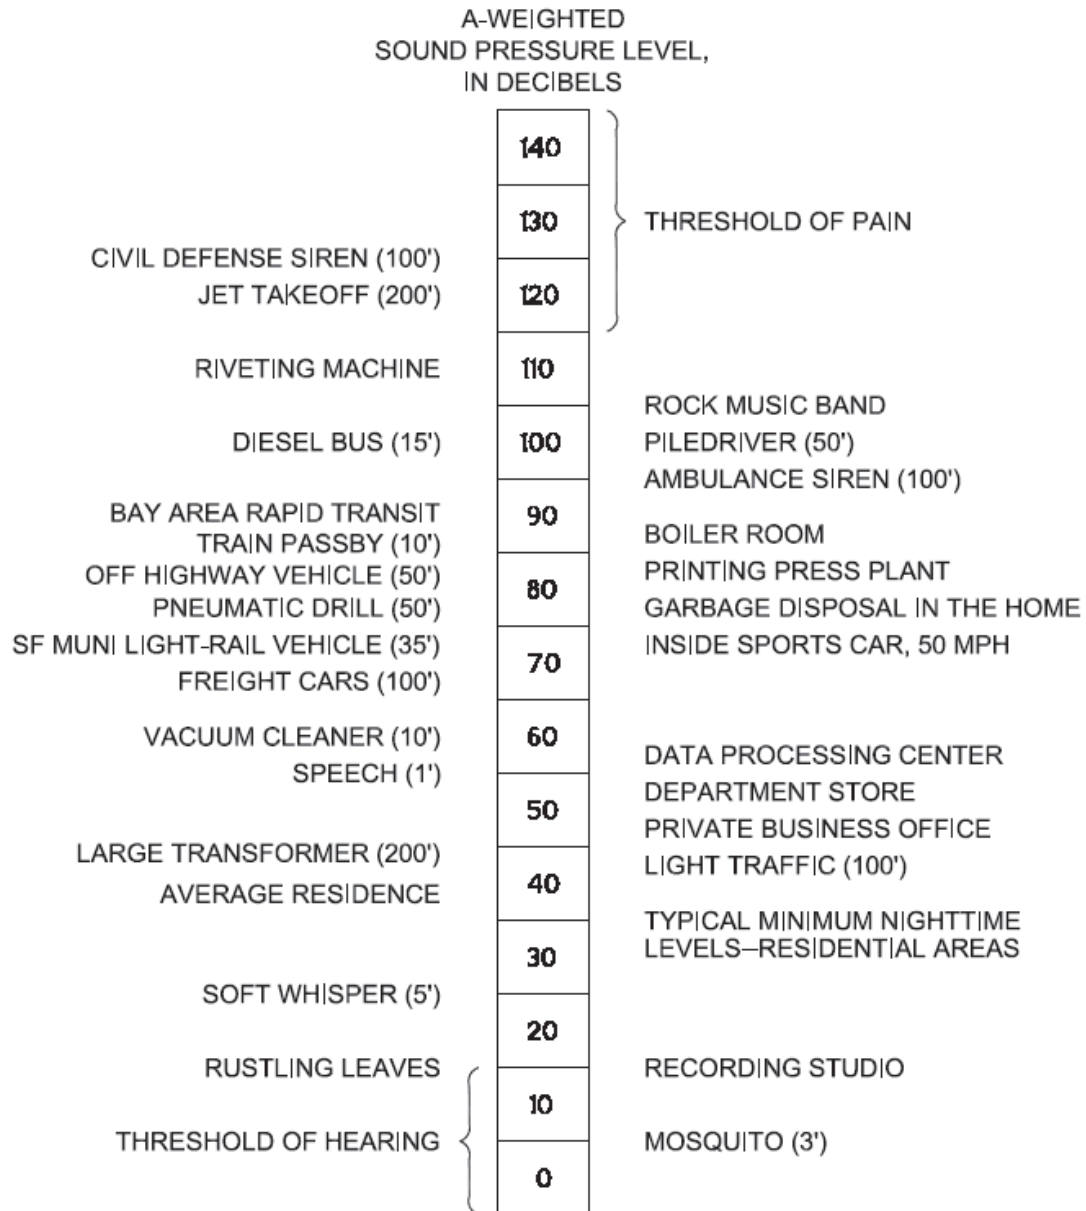 A-WEIGHTED
SOUND PRESSURE LEVEL,
IN DECIBELS
140
130
THRESHOLD OF PAIN
CIVIL DEFENSE SIREN (100')
JET TAKEOFF (200')
120
RIVETING MACHINE
110
ROCK MUSIC BAND
DIESEL BUS (15')
100
PILEDRIVER (50')
AMBULANCE SIREN (100')
BAY AREA RAPID TRANSIT
90
TRAIN PASSBY (10')
BOILER ROOM
OFF HIGHWAY VEHICLE (50')
PRINTING PRESS PLANT
80
PNEUMATIC DRILL (50')
GARBAGE DISPOSAL IN THE HOME
SF MUNI LIGHT-RAIL VEHICLE (35')
INSIDE SPORTS CAR, 50 MPH
70
FREIGHT CARS (100')
VACUUM CLEANER (10')
60
DATA PROCESSING CENTER
SPEECH (1')
DEPARTMENT STORE
50
PRIVATE BUSINESS OFFICE
LARGE TRANSFORMER (200')
LIGHT TRAFFIC (100')
AVERAGE RESIDENCE
40
TYPICAL MINIMUM NIGHTTIME
LEVELS–RESIDENTIAL AREAS
30
SOFT WHISPER (5')
20
RUSTLING LEAVES
RECORDING STUDIO
10
THRESHOLD OF HEARING
MOSQUITO (3')
0